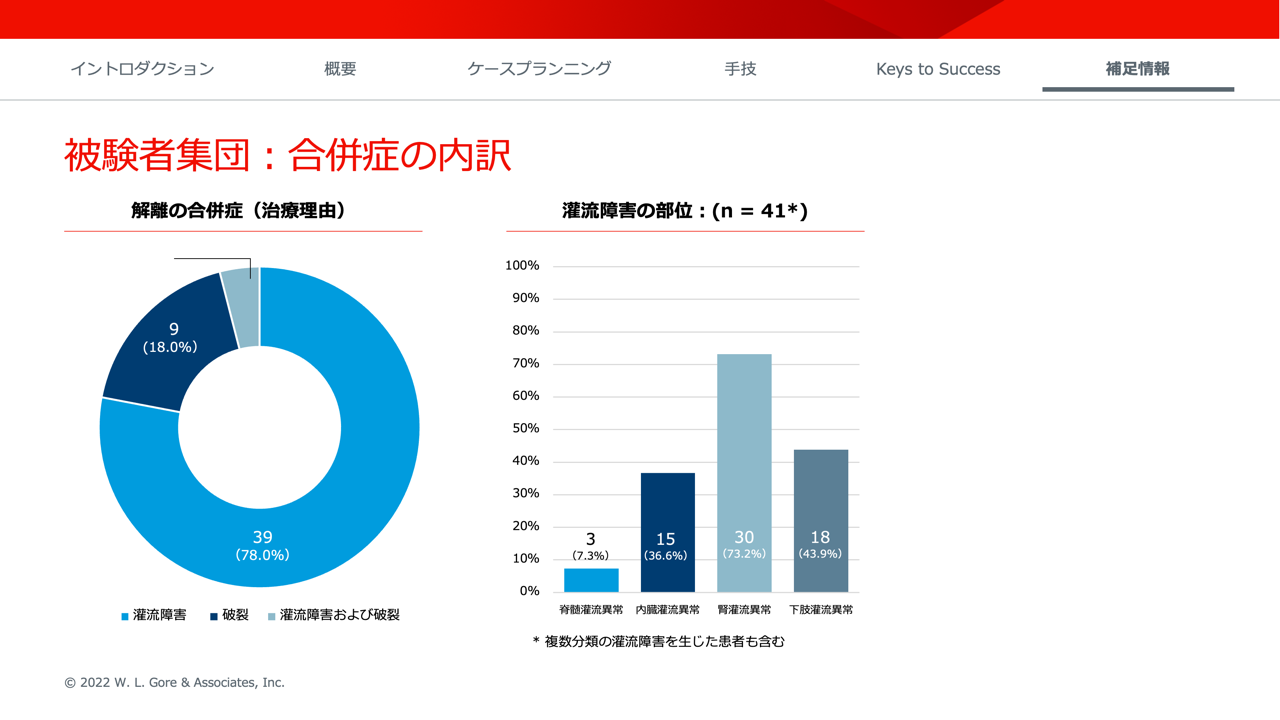 イントロダクション
概要
ケースプランニング
手技
Keys to Success
補足情報
被験者集団：合併症の内訳
解離の合併症（治療理由）
9
(18.0%)
39
(78.0%)
灌流障害
破裂
灌流障害および破裂
灌流障害の部位：(n = 41*)
100%
90%
80%
70%
60%
50%
40%
30%
20%
10%
0%
3
(7.3%)
15
(36.6%)
30
(73.2%)
18
(43.9%)
脊髄灌流異常
内臓灌流異常
腎灌流異常
下肢灌流異常
* 複数分類の灌流障害を生じた患者も含む
© 2022 W. L. Gore & Associates, Inc.